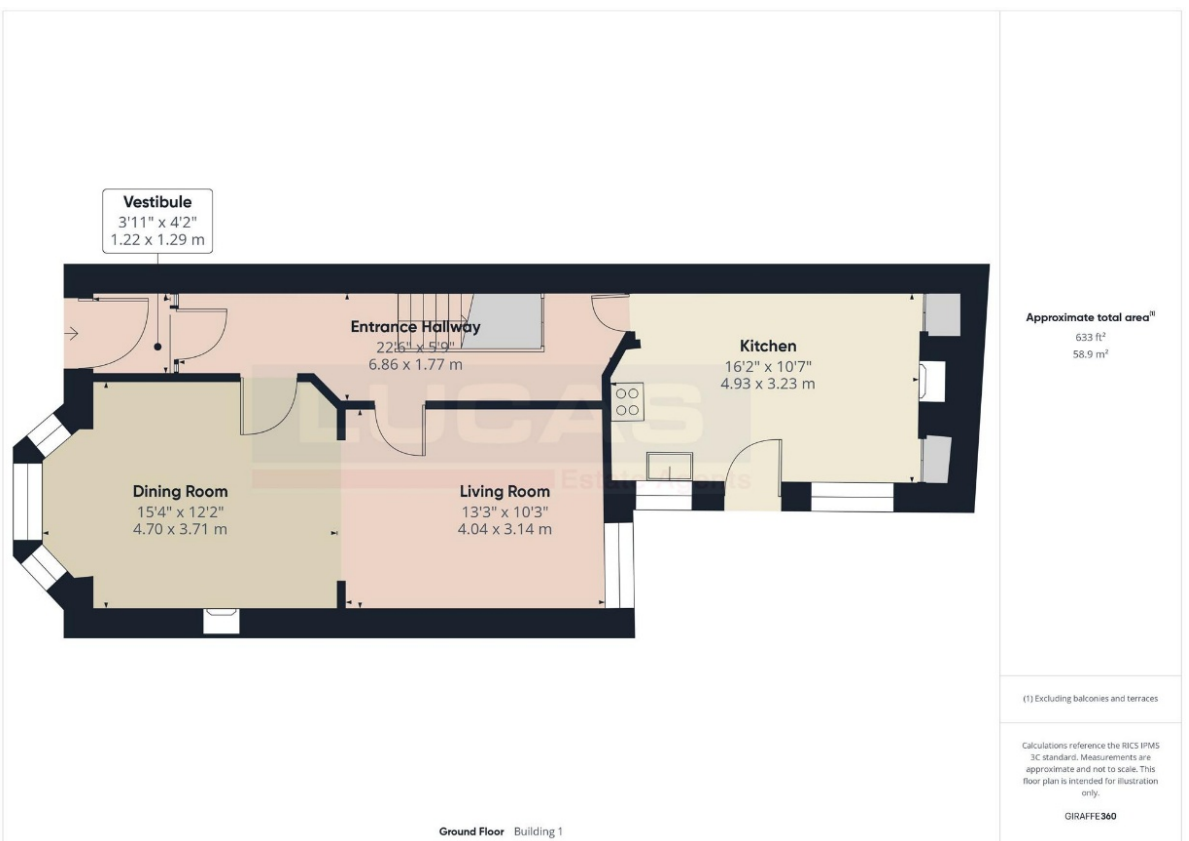 Vestibule
3'11" x 4'2"
1.22 x 1.29 m
Entrance Hallway
22'6" x 5'9"
6.86 x 1.77 m
Kitchen
16'2" x 10'7"
4.93 x 3.23 m
LUCAS
Estate Agents
Dining Room
15'4" x 12'2"
4.70 x 3.71 m
Living Room
13'3" x 10'3"
4.04 x 3.14 m
Approximate total area(1)
633 ft²
58.9 m²
(1) Excluding balconies and terraces
Calculations reference the RICS IPMS
3C standard. Measurements are
approximate and not to scale. This
floor plan is intended for illustration
only.
GIRAFFE360
Ground Floor Building 1